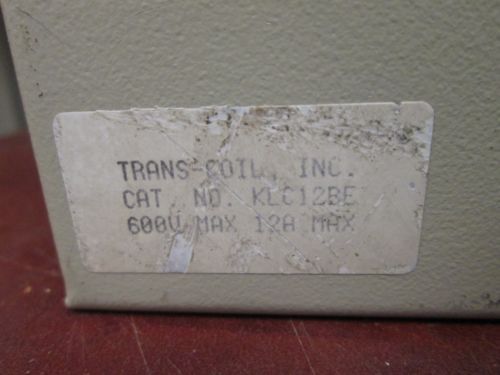 TRANS-COIL, INC.
CAT. NO. KLC12BE
600V MAX 12A MAX